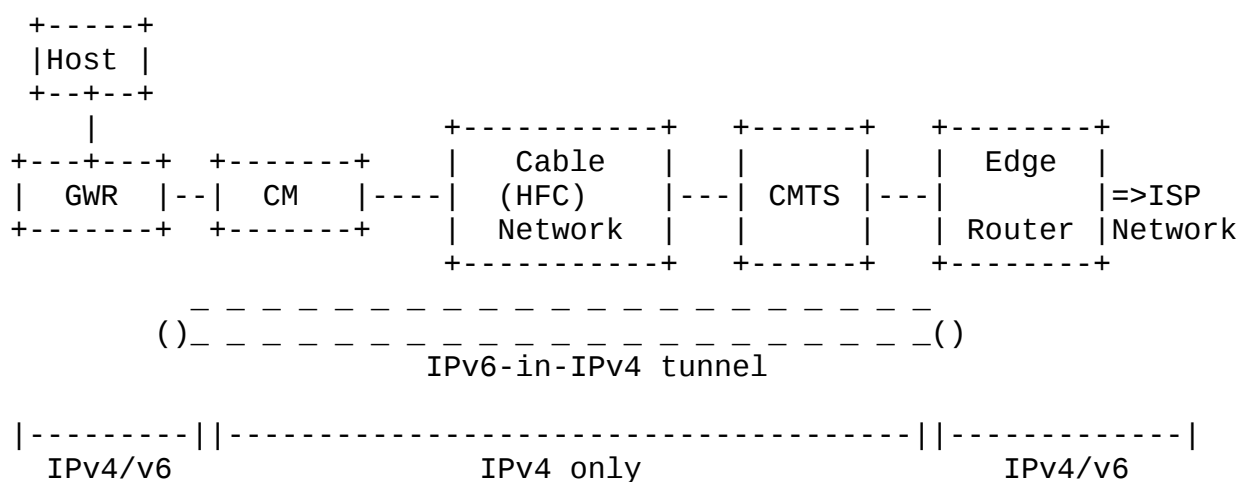 Host
Cable Edge
GWR CM (HFC) CMTS =>ISP
Network Router Network
()_ _ _ _ _ _ _ _ _ _ _ _ _ _ _ _ _ _ _ _ _()
IPv6-in-IPv4 tunnel
IPv4/v6 IPv4 only IPv4/v6